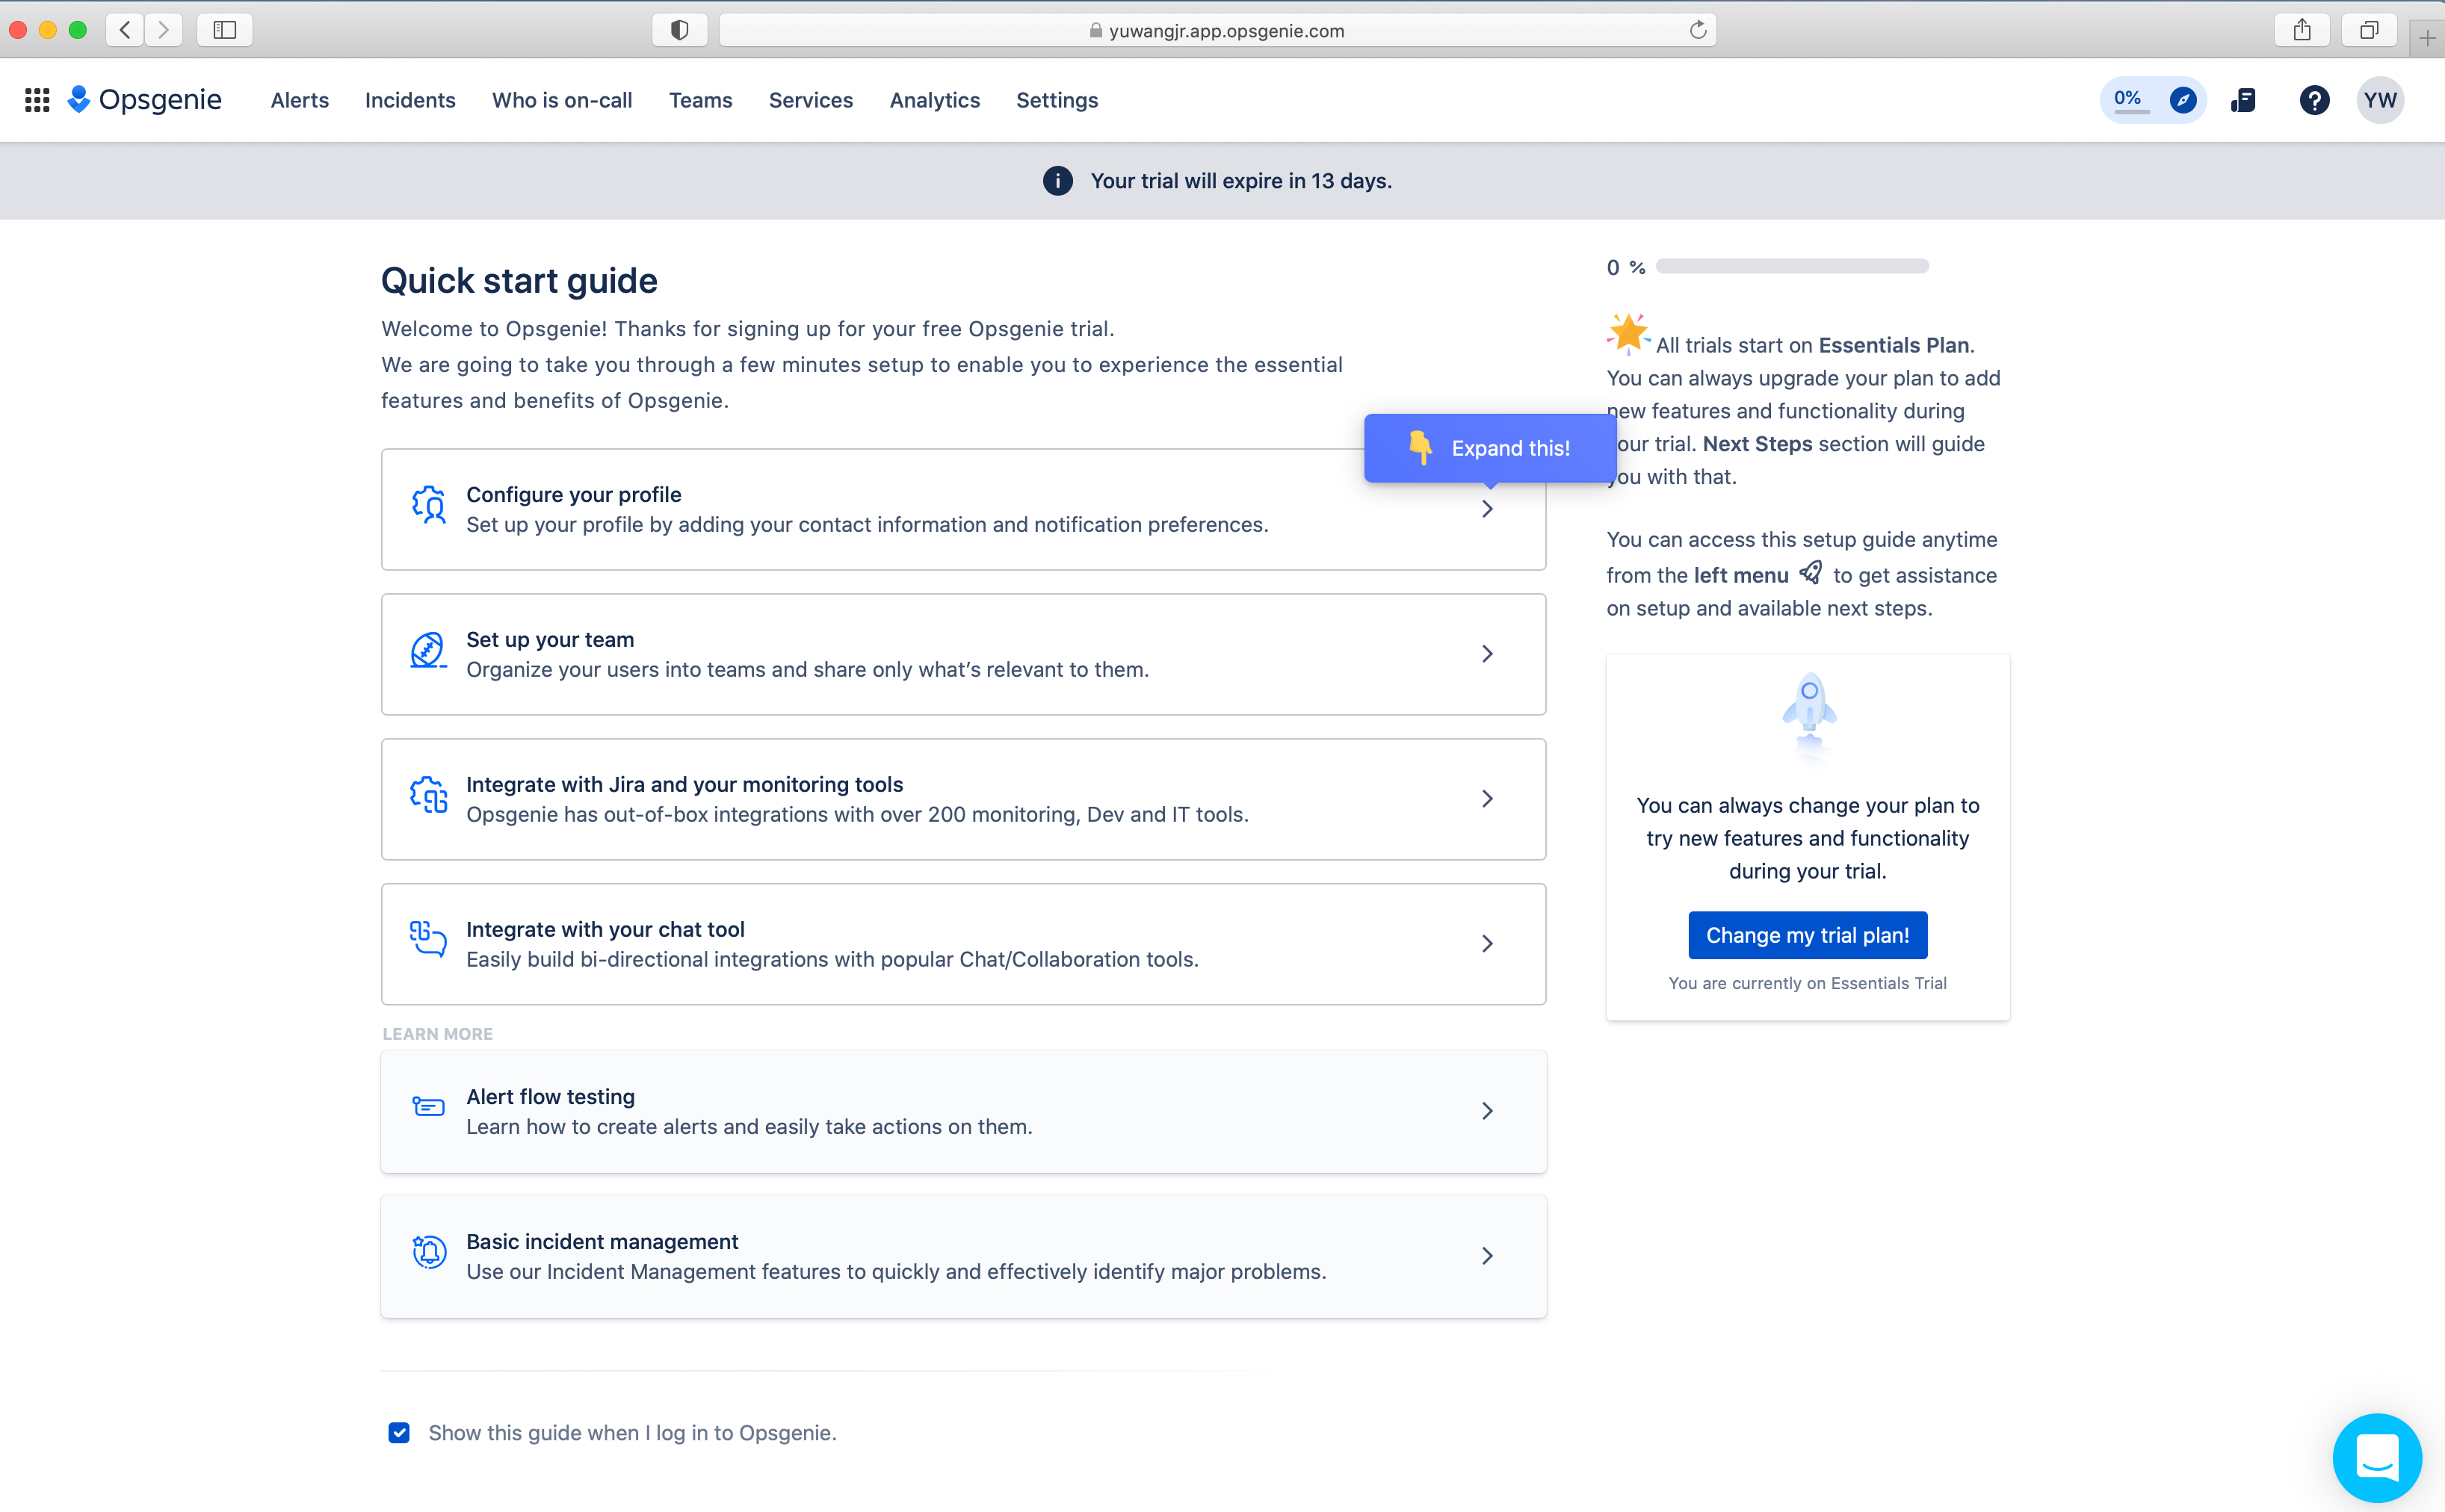 yuwangjr.app.opsgenie.com
Opsgenie
Alerts
Incidents
Who is on-call
Teams
Services
Analytics
Settings
0%
YW
Your trial will expire in 13 days.
Quick start guide
Welcome to Opsgenie! Thanks for signing up for your free Opsgenie trial.
We are going to take you through a few minutes setup to enable you to experience the essential
features and benefits of Opsgenie.
Expand this!
Configure your profile
Set up your profile by adding your contact information and notification preferences.
Set up your team
Organize your users into teams and share only what’s relevant to them.
Integrate with Jira and your monitoring tools
Opsgenie has out-of-box integrations with over 200 monitoring, Dev and IT tools.
Integrate with your chat tool
Easily build bi-directional integrations with popular Chat/Collaboration tools.
LEARN MORE
Alert flow testing
Learn how to create alerts and easily take actions on them.
Basic incident management
Use our Incident Management features to quickly and effectively identify major problems.
Show this guide when I log in to Opsgenie.
0 %
All trials start on Essentials Plan.
You can always upgrade your plan to add
new features and functionality during
your trial. Next Steps section will guide
you with that.
You can access this setup guide anytime
from the left menu to get assistance
on setup and available next steps.
You can always change your plan to
try new features and functionality
during your trial.
Change my trial plan!
You are currently on Essentials Trial